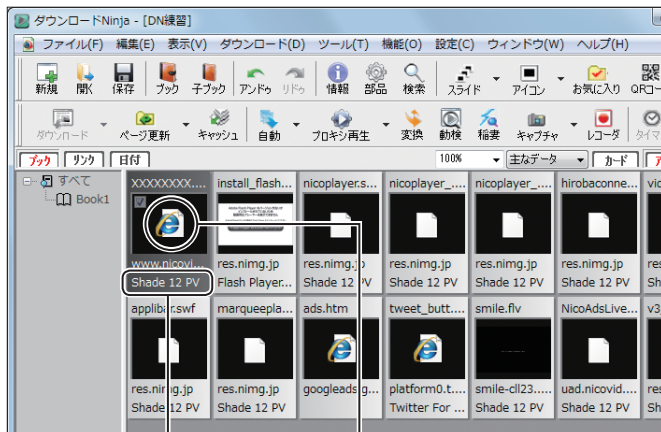 ダウンロードNinja - [DN練習]
ファイル(F) 編集(E) 表示(V) ダウンロード(D) ツール(T) 機能(O) 設定(C) ウィンドウ(W) ヘルプ(H)
新規 開く 保存 ブック 子ブック アンドゥ リドゥ 情報 部品 検索 スライド アイコン お気に入り QRコー
ダウンロード ページ更新 キャッシュ 自動 プロキシ再生 変換 動検 稲妻 キャプチャ レコーダ タイマ
ブック リンク 日付 100% 主なデータ カード
すべて
Book1
XXXXXXXX.... install_flash... nicoplayer.s... nicoplayer_.... nicoplayer_.... hirobaconne... vid
www.nicovi... res.nimg.jp res.nimg.jp res.nimg.jp res.nimg.jp res.nimg.jp res
Shade 12 PV Flash Player... Shade 12 PV Shade 12 PV Shade 12 PV Shade 12 PV Sh
applibar.swf marqueepla... ads.htm tweet_butt.... smile.flv NicoAdsLive... v3_
res.nimg.jp res.nimg.jp googleads.g... platform0.t.... smile-cll23.... uad.nicovid.... res
Shade 12 PV Shade 12 PV Twitter For ... Shade 12 PV Shade 12 PV Sh